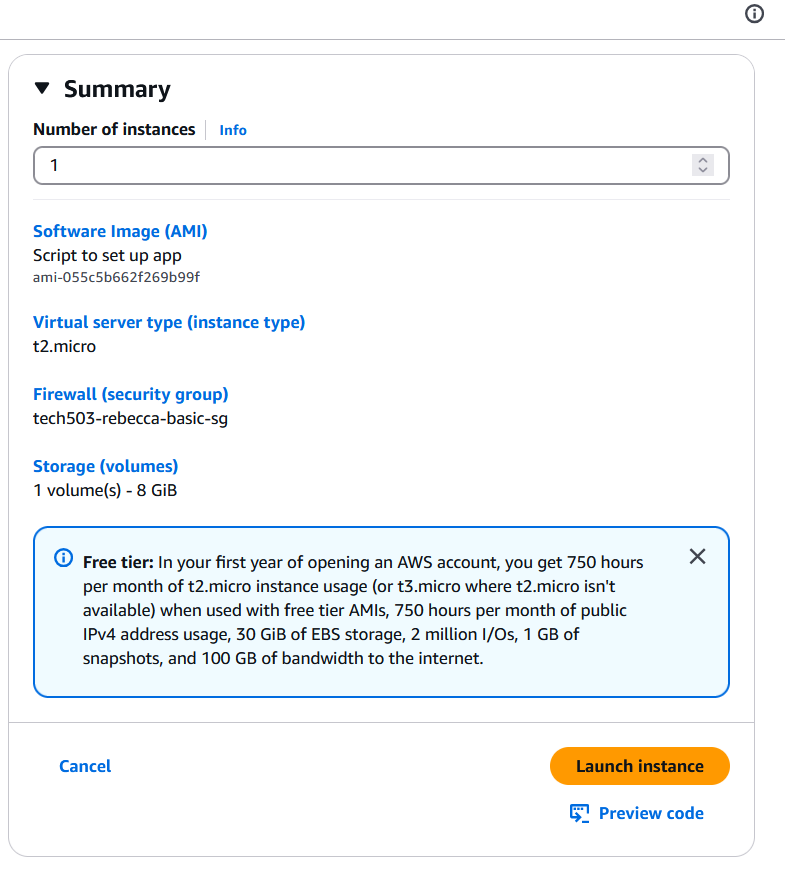 Summary
Number of instances Info
1
Software Image (AMI)
Script to set up app
ami-055c5b662f269b99f
Virtual server type (instance type)
t2.micro
Firewall (security group)
tech503-rebecca-basic-sg
Storage (volumes)
1 volume(s) - 8 GiB
Free tier: In your first year of opening an AWS account, you get 750 hours
per month of t2.micro instance usage (or t3.micro where t2.micro isn't
available) when used with free tier AMIs, 750 hours per month of public
IPv4 address usage, 30 GiB of EBS storage, 2 million I/Os, 1 GB of
snapshots, and 100 GB of bandwidth to the internet.
Cancel
Launch instance
Preview code